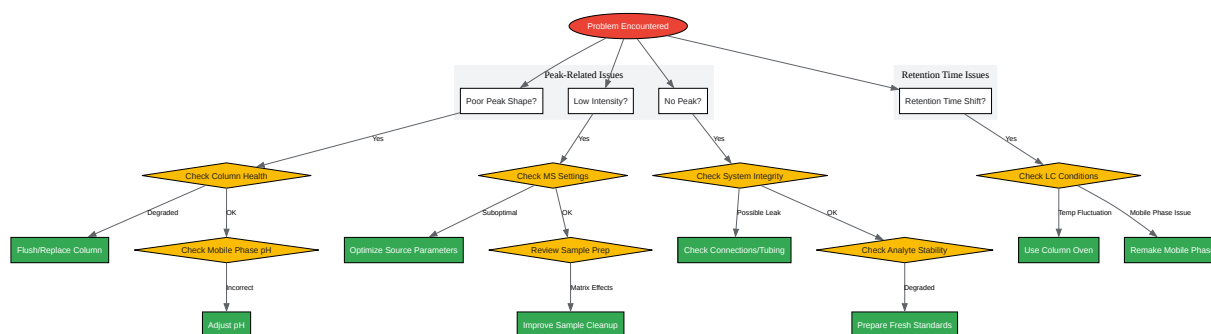 Problem Encountered
Peak-Related Issues
Retention Time Issues
Poor Peak Shape?
Low Intensity?
No Peak?
Retention Time Shift?
Yes
Yes
Yes
Yes
Check Column Health
Check MS Settings
Check System Integrity
Check LC Conditions
Degraded
OK
Suboptimal
OK
Possible Leak
OK
Temp Fluctuation
Mobile Phase Issue
Flush/Replace Column
Check Mobile Phase pH
Optimize Source Parameters
Review Sample Prep
Check Connections/Tubing
Check Analyte Stability
Use Column Oven
Remake Mobile Phase
Incorrect
Matrix Effects
Degraded
Adjust pH
Improve Sample Cleanup
Prepare Fresh Standards